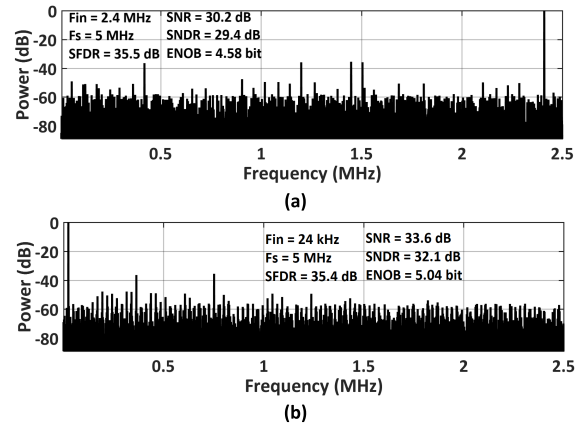 Fin = 2.4 MHz SNR = 30.2 dB
Fs = 5 MHz SNDR = 29.4 dB
SFDR = 35.5 dB ENOB = 4.58 bit
Power (dB)
0
-20
-40
-60
-80
0.5 1 1.5 2 2.5
Frequency (MHz)
(a)
Fin = 24 kHz SNR = 33.6 dB
Fs = 5 MHz SNDR = 32.1 dB
SFDR = 35.4 dB ENOB = 5.04 bit
Power (dB)
0
-20
-40
-60
-80
0.5 1 1.5 2 2.5
Frequency (MHz)
(b)